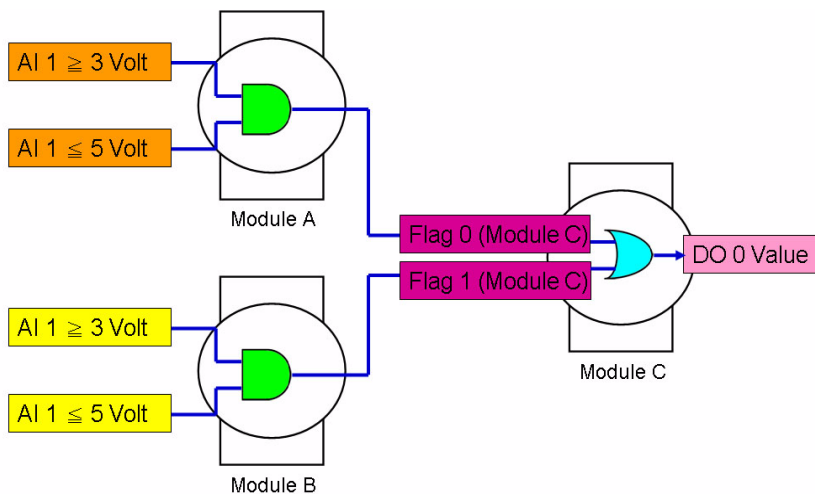 AI 1 ≧ 3 Volt
AI 1 ≦ 5 Volt
Module A
Flag 0 (Module C)
Flag 1 (Module C)
DO 0 Value
Module C
AI 1 ≧ 3 Volt
AI 1 ≦ 5 Volt
Module B